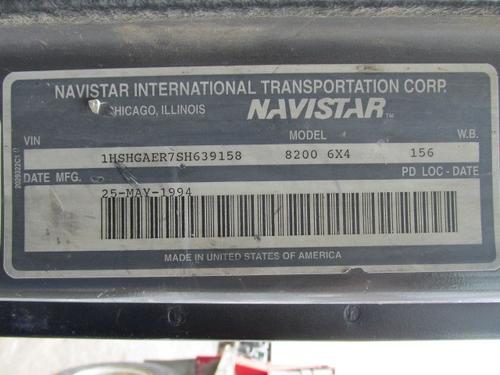 NAVISTAR INTERNATIONAL TRANSPORTATION CORP.
CHICAGO, ILLINOIS NAVISTAR™
VIN MODEL W.B.
1HSHGAER7SH639158 8200 6X4 156
DATE MFG. PD LOC - DATE
25-MAY-1994
MADE IN UNITED STATES OF AMERICA